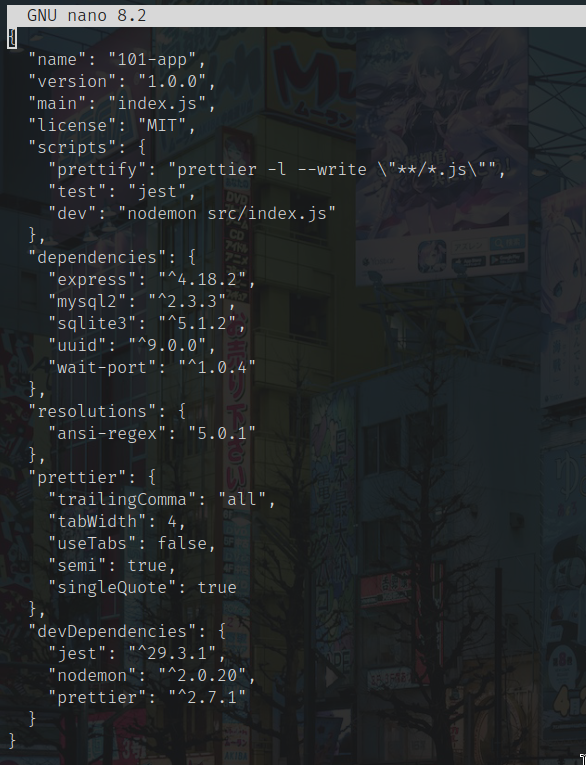 GNU nano 8.2
{
  "name": "101-app",
  "version": "1.0.0",
  "main": "index.js",
  "license": "MIT",
  "scripts": {
    "prettify": "prettier -l --write \"**/*.js\"",
    "test": "jest",
    "dev": "nodemon src/index.js"
  },
  "dependencies": {
    "express": "^4.18.2",
    "mysql2": "^2.3.3",
    "sqlite3": "^5.1.2",
    "uuid": "^9.0.0",
    "wait-port": "^1.0.4"
  },
  "resolutions": {
    "ansi-regex": "5.0.1"
  },
  "prettier": {
    "trailingComma": "all",
    "tabWidth": 4,
    "useTabs": false,
    "semi": true,
    "singleQuote": true
  },
  "devDependencies": {
    "jest": "^29.3.1",
    "nodemon": "^2.0.20",
    "prettier": "^2.7.1"
  }
}